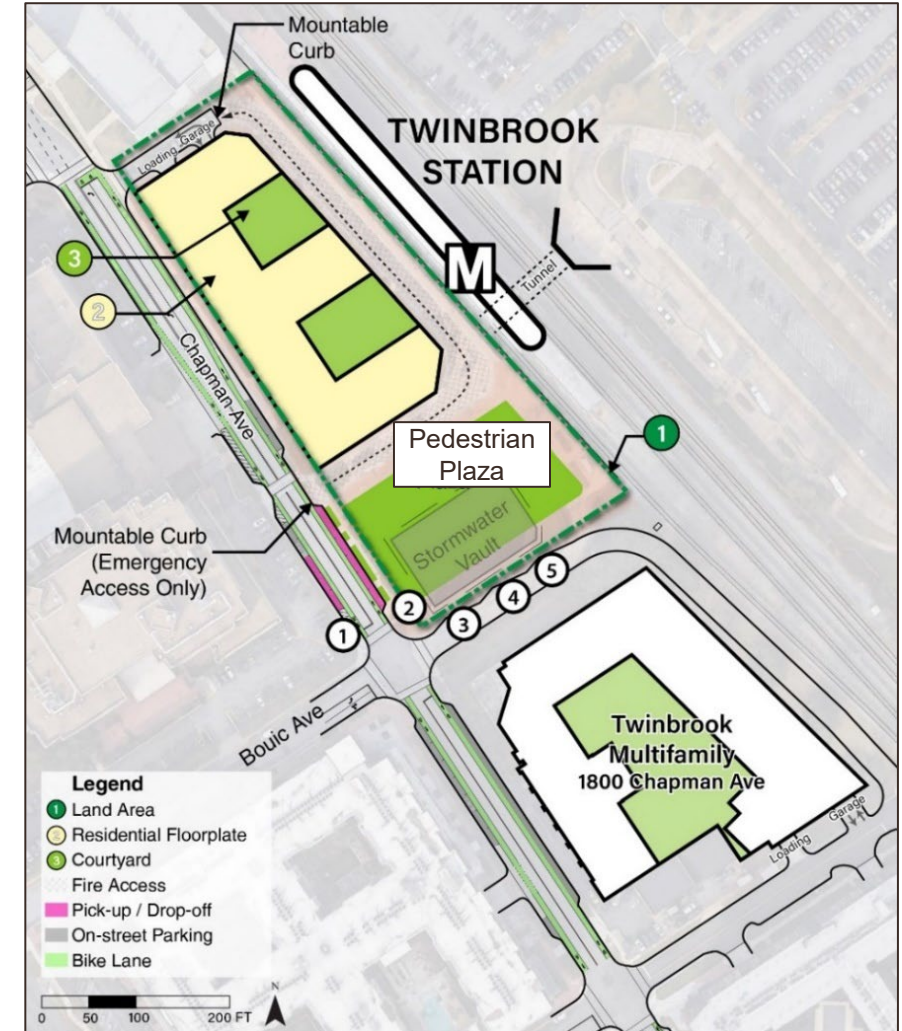 Mountable
Curb
TWINBROOK
STATION
Loading
Garage
M
Tunnel
3
2
Chapman Ave
1
Pedestrian
Plaza
Mountable Curb
(Emergency
Access Only)
Stormwater
Vault
1
2
3
4
5
Bouic Ave
Twinbrook
Multifamily
1800 Chapman Ave
Garage
Loading
Legend
1 Land Area
2 Residential Floorplate
3 Courtyard
Fire Access
Pick-up / Drop-off
On-street Parking
Bike Lane
N
0 50 100 200 FT